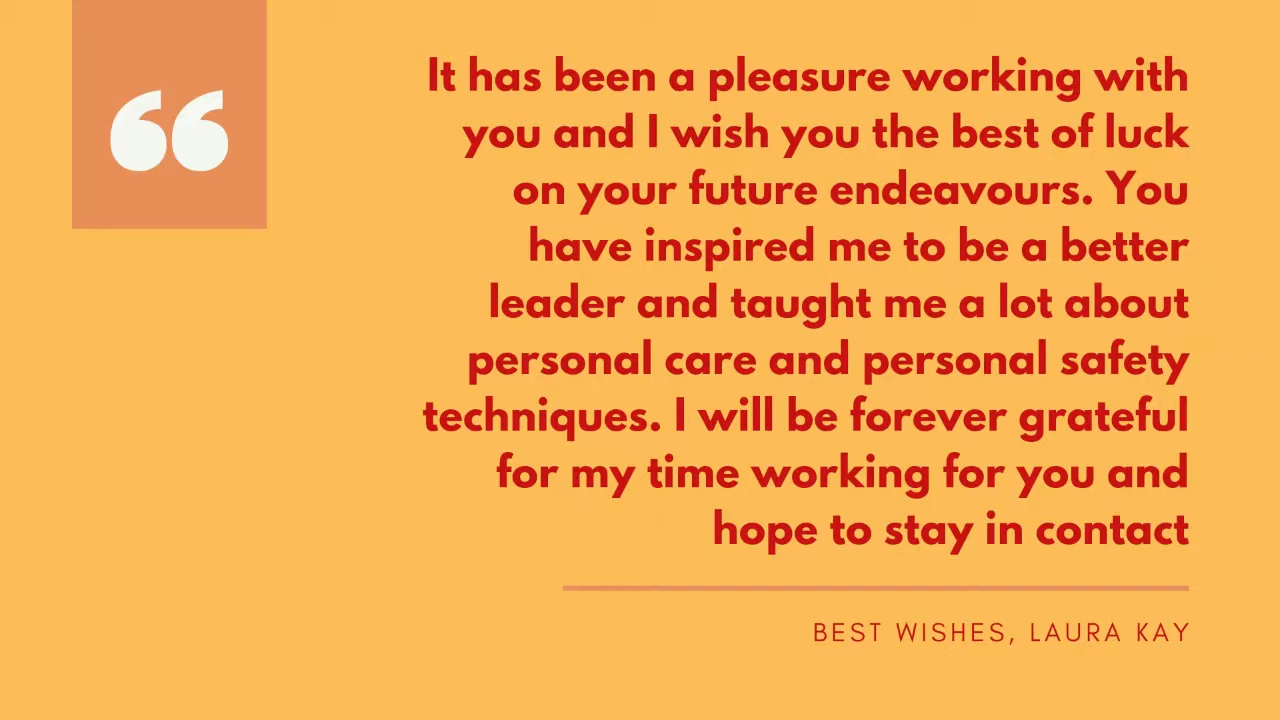 It has been a pleasure working with
you and I wish you the best of luck
on your future endeavours. You
have inspired me to be a better
leader and taught me a lot about
personal care and personal safety
techniques. I will be forever grateful
for my time working for you and
hope to stay in contact
BEST WISHES, LAURA KAY